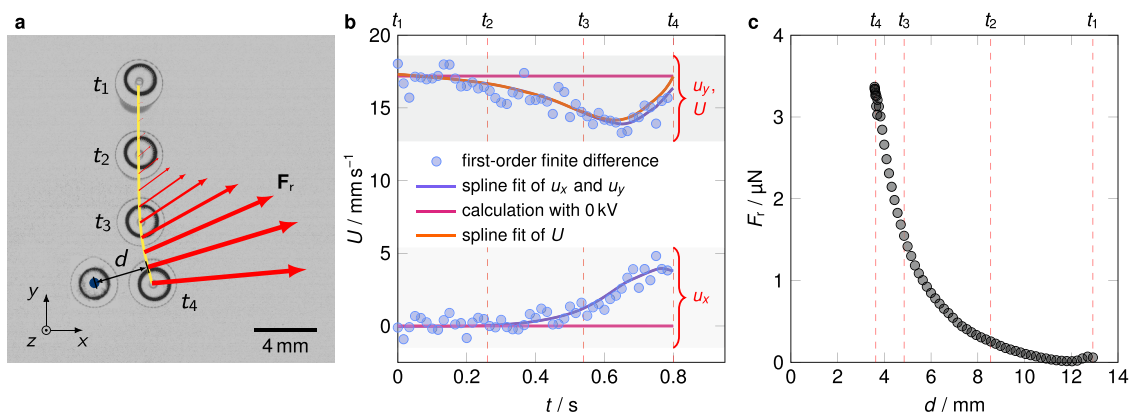 a
t1
t2
t3
t4
Fr
d
y
z
x
4 mm
b
t1
t2
t3
t4
20
15
10
5
0
U / mm s−1
uy,
U
first-order finite difference
spline fit of ux and uy
calculation with 0 kV
spline fit of U
ux
0
0.2
0.4
0.6
0.8
t / s
c
t4
t3
t2
t1
4
3
2
1
0
Fr / μN
0
2
4
6
8
10
12
14
d / mm